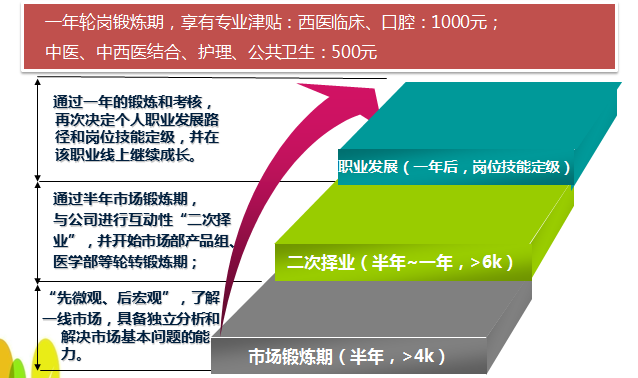 一年轮岗锻炼期，享有专业津贴：西医临床、口腔：1000元；
中医、中西医结合、护理、公共卫生：500元
通过一年的锻炼和考核，
再次决定个人职业发展路
径和岗位技能定级，并在
该职业线上继续成长。
职业发展（一年后，岗位技能定级）
通过半年市场锻炼期，
与公司进行互动性“二次择
业”，并开始市场部产品组、
医学部等轮转锻炼期；
二次择业（半年~一年，>6k）
“先微观、后宏观”，了解
一线市场，具备独立分析和
解决市场基本问题的能
力。
市场锻炼期（半年，>4k）